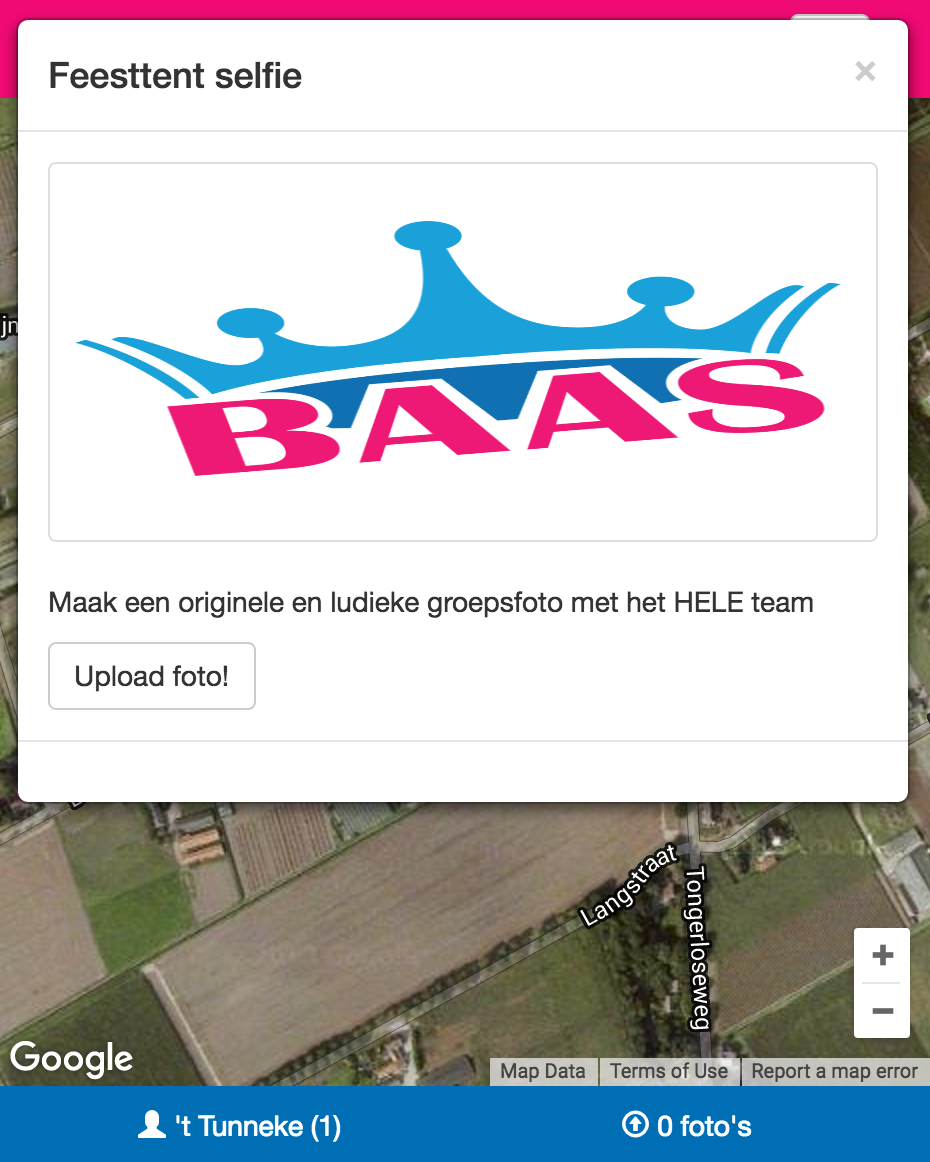 Feesttent selfie
×
BAAS
Maak een originele en ludieke groepsfoto met het HELE team
Upload foto!
Langstraat
Tongerloseweg
+
−
Google
Map Data
Terms of Use
Report a map error
't Tunneke (1)
0 foto's